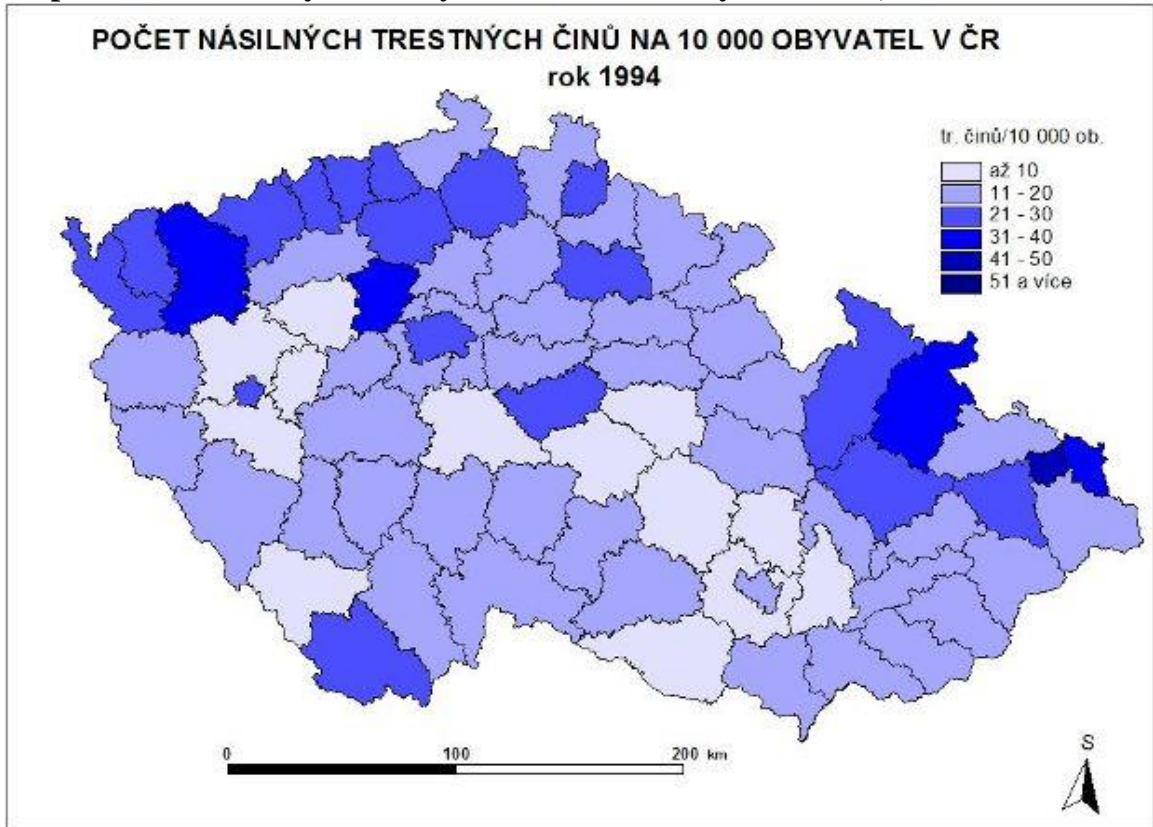 POČET NÁSILNÝCH TRESTNÝCH ČINŮ NA 10 000 OBYVATEL V ČR
rok 1994
tr. činů/10 000 ob.
až 10
11 - 20
21 - 30
31 - 40
41 - 50
51 a více
0 100 200 km
S